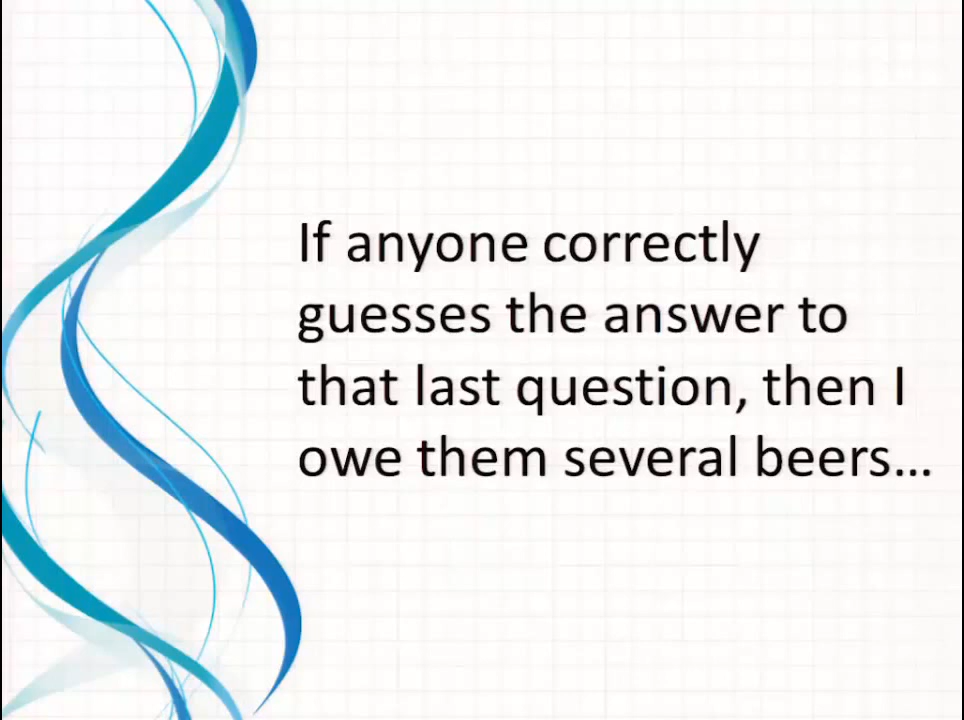 If anyone correctly
guesses the answer to
that last question, then I
owe them several beers…